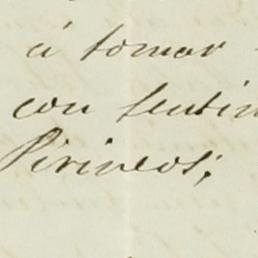 á tomar
con sentim
Pirineos;